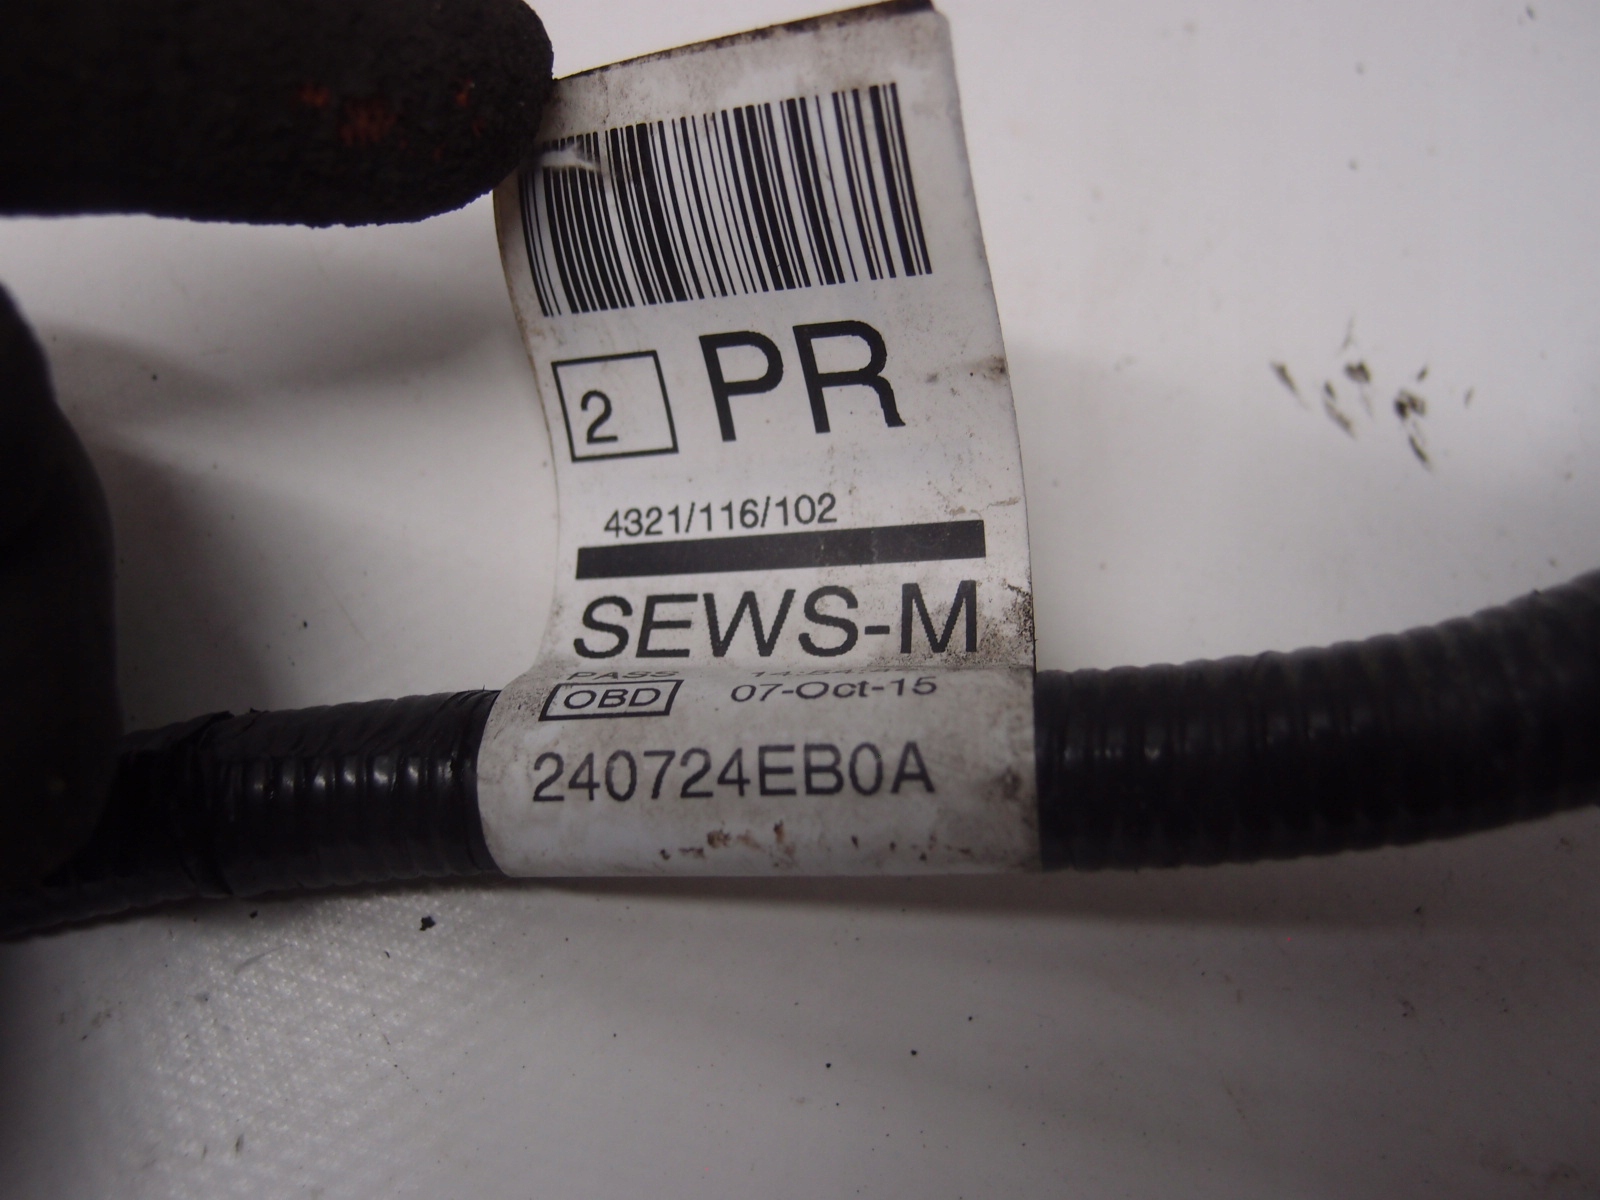 2 PR
4321/116/102
SEWS-M
PASS
OBD 07-Oct-15
240724EB0A